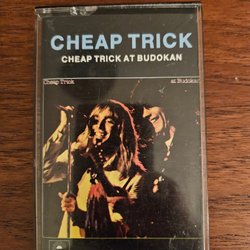 CHEAP TRICK
CHEAP TRICK AT BUDOKAN
Cheap Trick
at Budokan